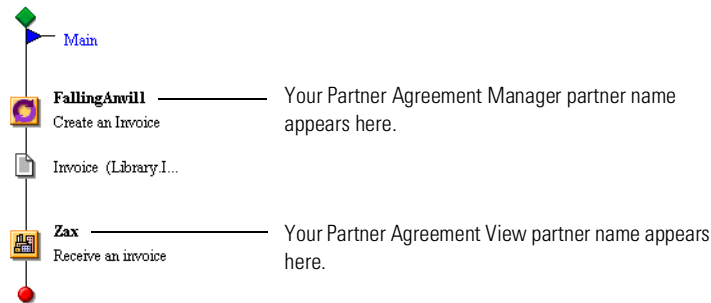 Main
FallingAnvil1
Create an Invoice
Your Partner Agreement Manager partner name
appears here.
Invoice (Library.I...
Zax
Receive an invoice
Your Partner Agreement View partner name appears
here.